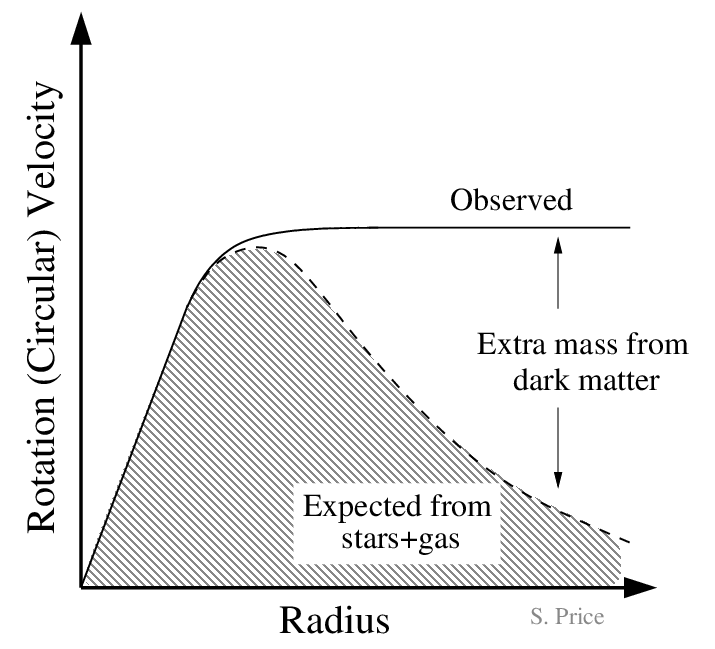 Rotation (Circular) Velocity
Observed
Extra mass from
dark matter
Expected from
stars+gas
Radius
S. Price